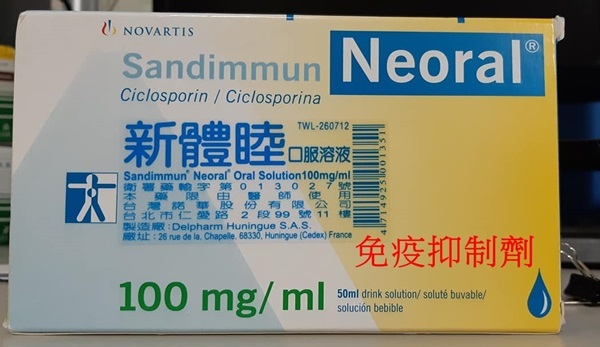 NOVARTIS
Sandimmun Neoral®
Ciclosporin / Ciclosporina
TWL-260712
新體睦口服溶液
Sandimmun® Neoral® Oral Solution100mg/ml
衛署藥輸字第013027號
本藥限由醫師使用
台灣諾華股份有限公司
台北市仁愛路2段99號11樓
製造廠:Delpharm Huningue S.A.S.
廠址:26 rue de la. Chapelle. 68330, Huningue (Cedex) France
4714925001351
免疫抑制劑
100 mg/ml
50ml drink solution/ soluté buvable/
solución bebible